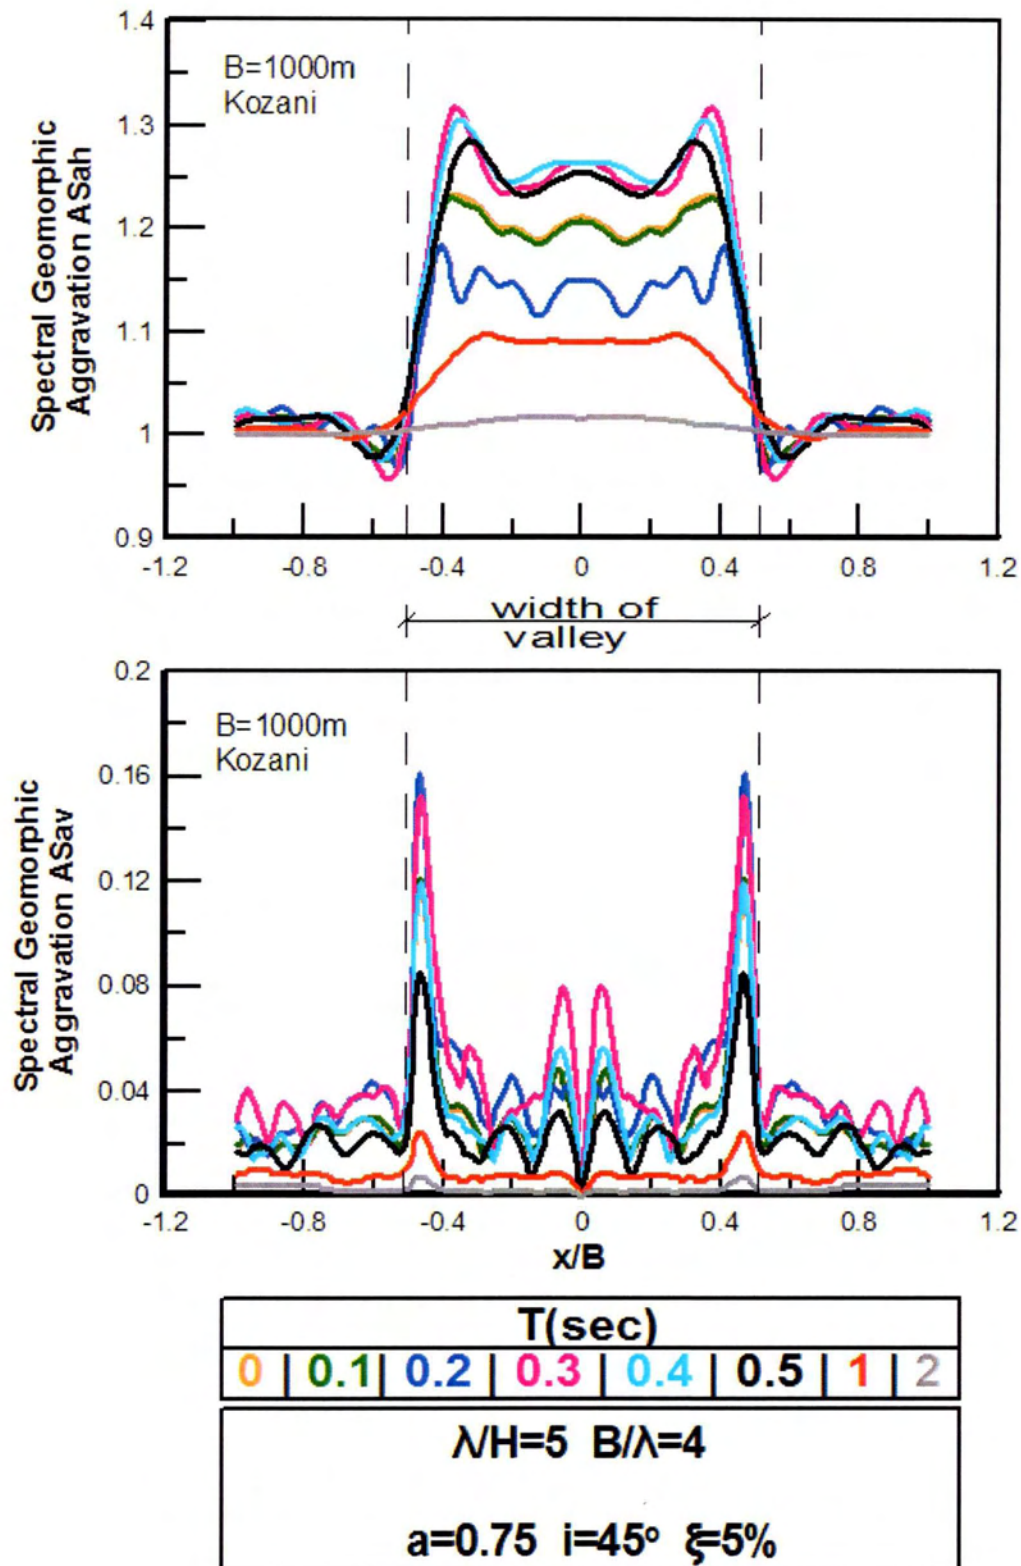 1.4
B=1000m
Kozani
1.3
1.2
1.1
1
0.9
Spectral Geomorphic
Aggravation ASah
-1.2 -0.8 -0.4 0 0.4 0.8 1.2
width of
valley
0.2
B=1000m
Kozani
0.16
0.12
0.08
0.04
0
Spectral Geomorphic
Aggravation ASav
-1.2 -0.8 -0.4 0 0.4 0.8 1.2
x/B
T(sec)
0 | 0.1 | 0.2 | 0.3 | 0.4 | 0.5 | 1 | 2
λ/H=5 B/λ=4
a=0.75 i=45° ξ=5%